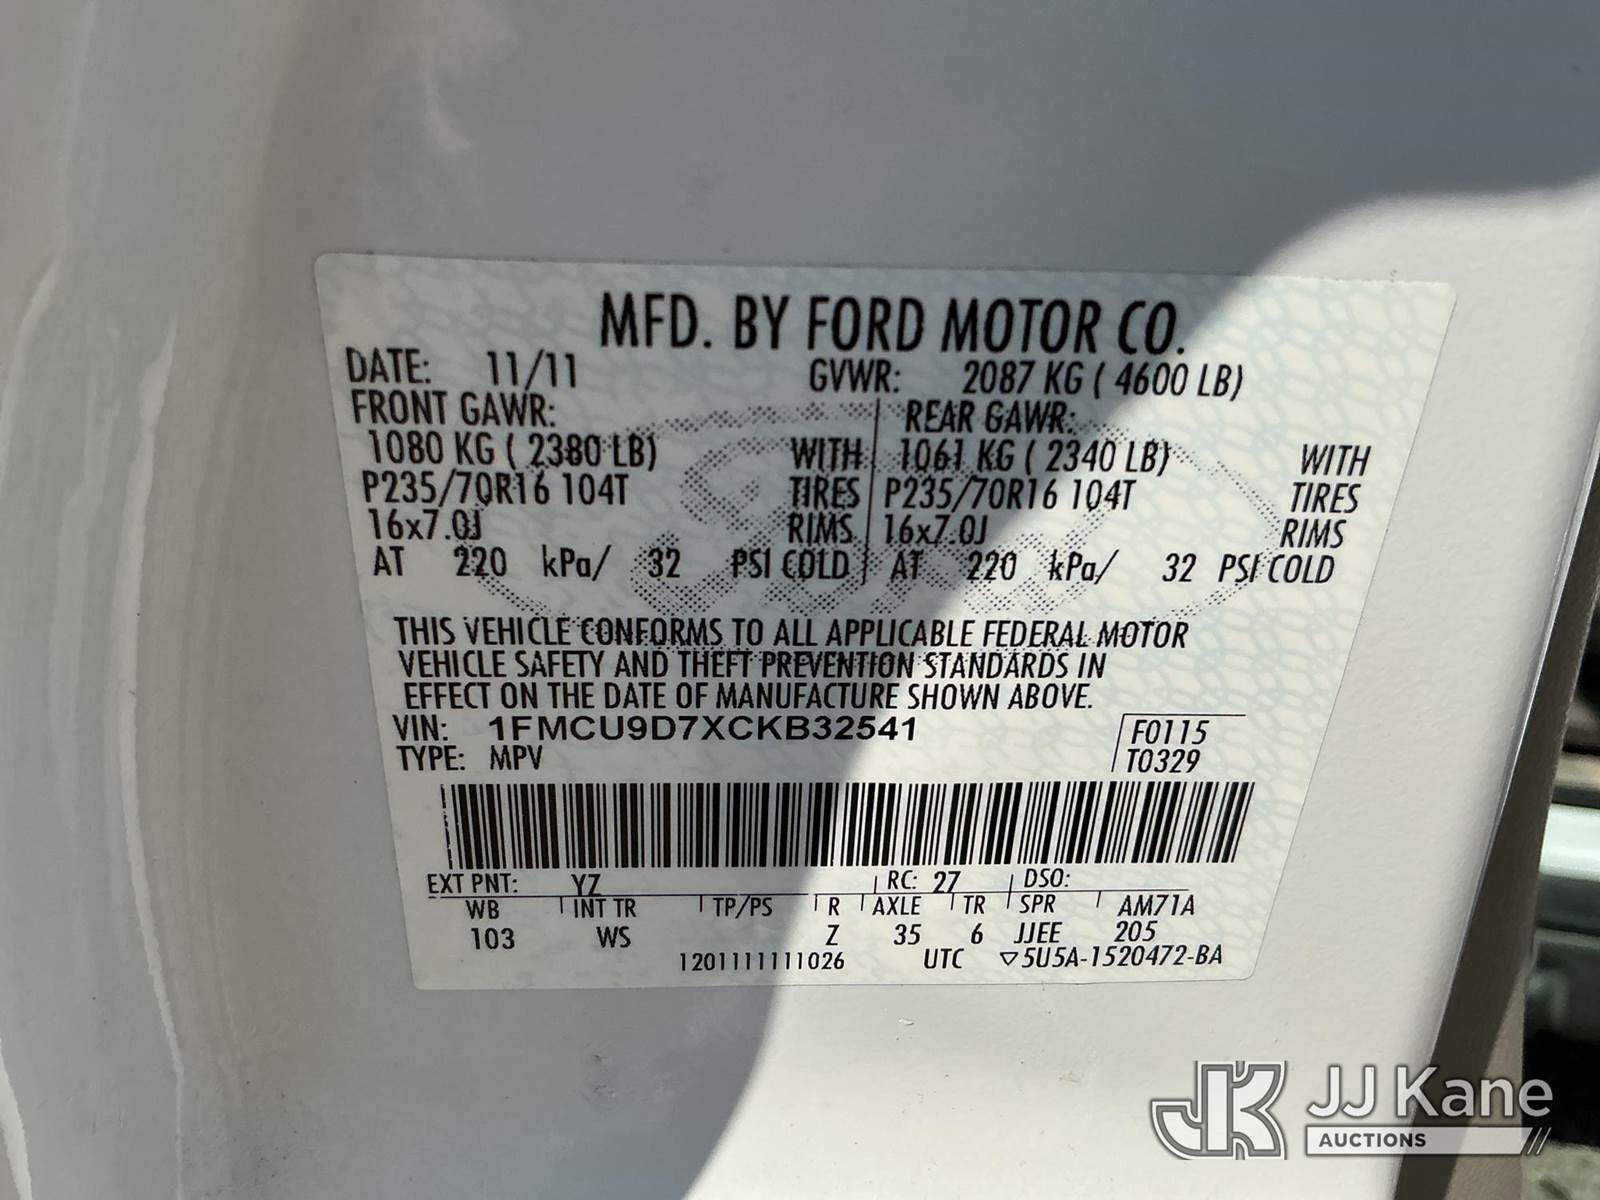 MFD. BY FORD MOTOR CO.
DATE: 11/11 GVWR: 2087 KG ( 4600 LB)
FRONT GAWR: REAR GAWR:
1080 KG ( 2380 LB) WITH 1061 KG ( 2340 LB) WITH
P235/70R16 104T TIRES P235/70R16 104T TIRES
16x7.0J RIMS 16x7.0J RIMS
AT 220 kPa/ 32 PSI COLD AT 220 kPa/ 32 PSI COLD
THIS VEHICLE CONFORMS TO ALL APPLICABLE FEDERAL MOTOR
VEHICLE SAFETY AND THEFT PREVENTION STANDARDS IN
EFFECT ON THE DATE OF MANUFACTURE SHOWN ABOVE.
VIN: 1FMCU9D7XCKB32541 F0115
TYPE: MPV T0329
EXT PNT: YZ RC: 27 DSO:
WB INT TR TP/PS R AXLE TR SPR AM71A
103 WS Z 35 6 JJEE 205
1201111111026 UTC ▽5U5A-1520472-BA
JK JJ Kane
AUCTIONS